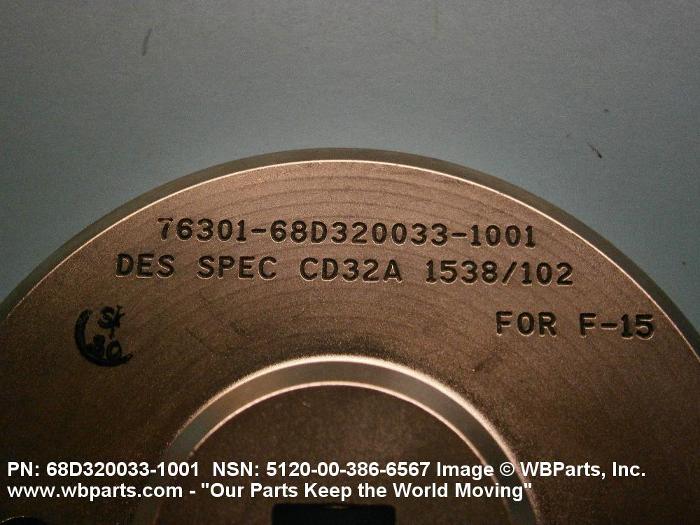 76301-68D320033-1001
DES SPEC CD32A 1538/102
FOR F-15
PN: 68D320033-1001 NSN: 5120-00-386-6567 Image © WBParts, Inc.
www.wbparts.com - "Our Parts Keep the World Moving"